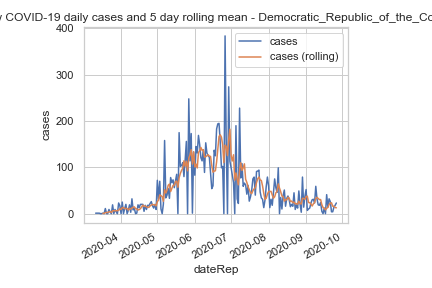 COVID-19 daily cases and 5 day rolling mean - Democratic_Republic_of_the_Co
400
300
200
100
0
cases
cases
cases (rolling)
2020-04
2020-05
2020-06
2020-07
2020-08
2020-09
2020-10
dateRep